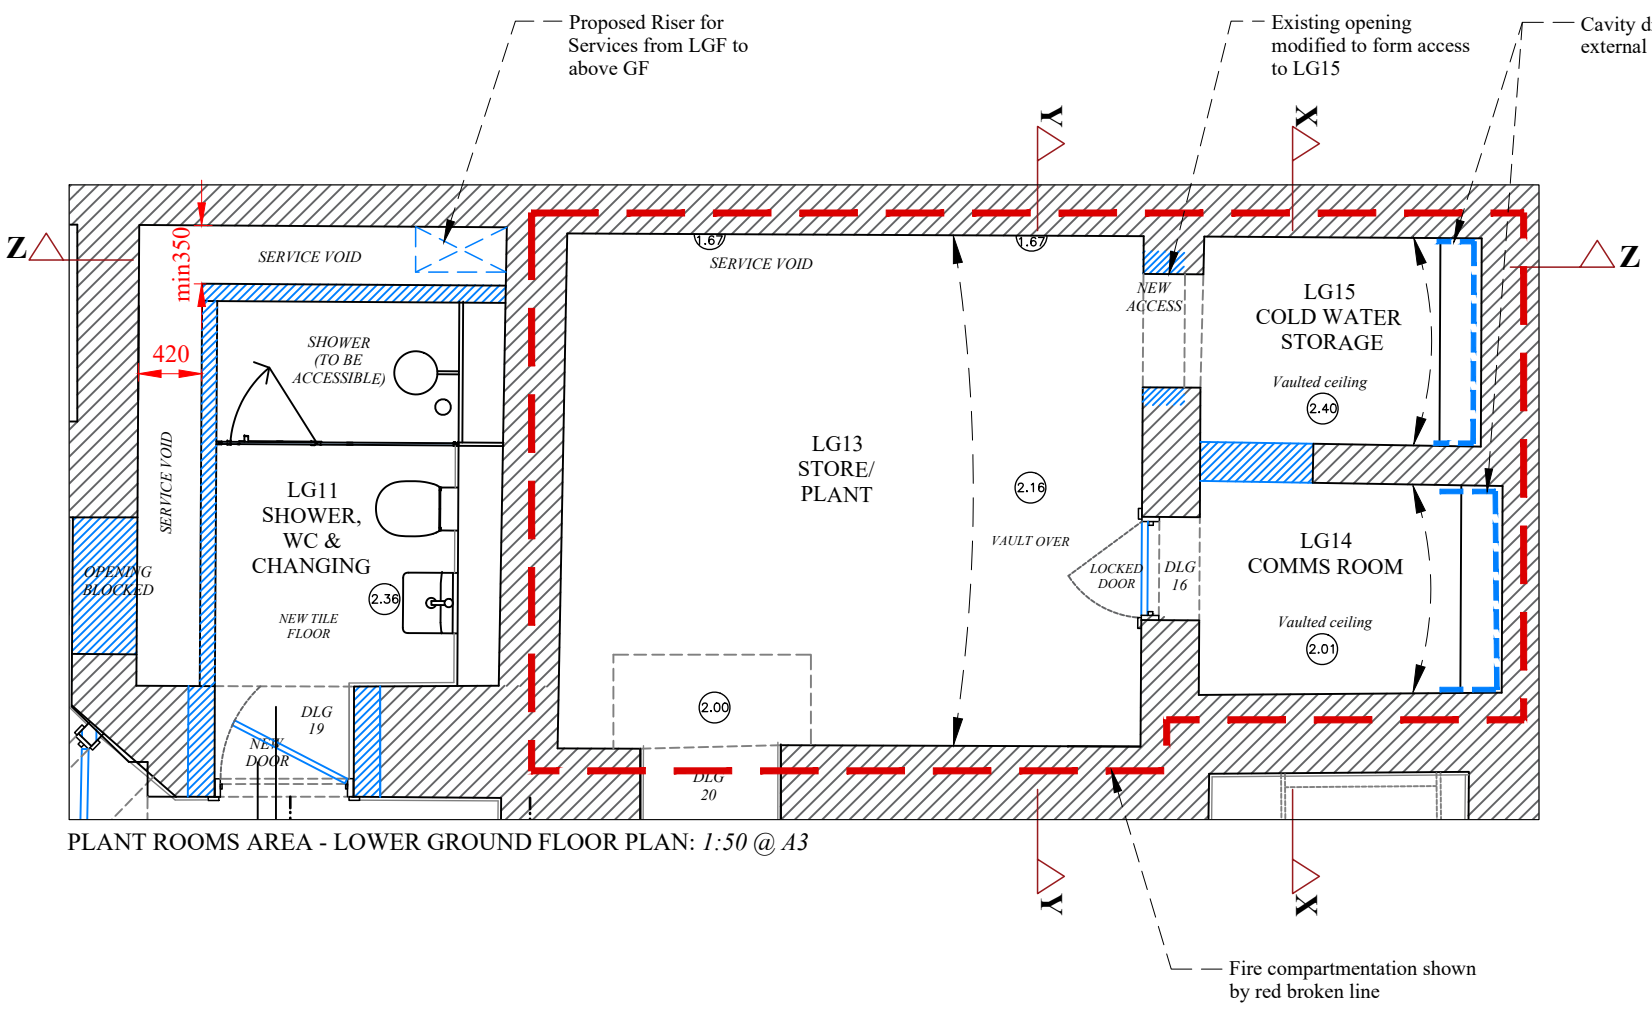 Proposed Riser for
Services from LGF to
above GF
Existing opening
modified to form access
to LG15
Cavity d
external
Y
X
Z
Z
min350
420
SERVICE VOID
SERVICE VOID
SHOWER
(TO BE
ACCESSIBLE)
LG11
SHOWER,
WC &
CHANGING
2.36
NEW TILE
FLOOR
OPENING
BLOCKED
DLG
19
NEW
DOOR
1.67
1.67
SERVICE VOID
LG13
STORE/
PLANT
2.16
VAULT OVER
2.00
DLG
20
NEW
ACCESS
LOCKED
DOOR
DLG
16
LG15
COLD WATER
STORAGE
Vaulted ceiling
2.40
LG14
COMMS ROOM
Vaulted ceiling
2.01
PLANT ROOMS AREA - LOWER GROUND FLOOR PLAN: 1:50 @ A3
Y
X
Fire compartmentation shown
by red broken line